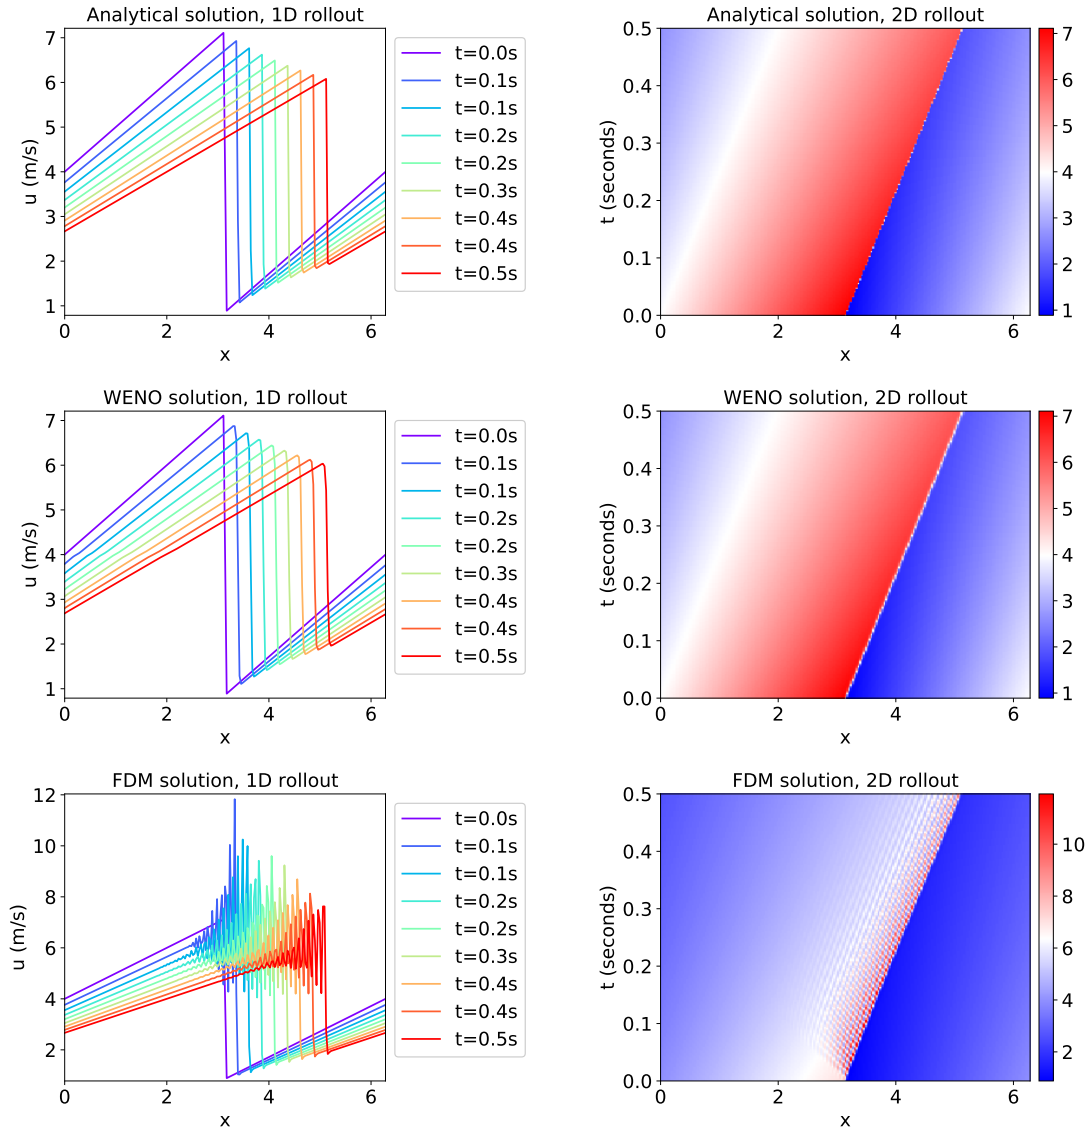 Analytical solution, 1D rollout
7
6
5
4
3
2
1
u (m/s)
0 2 4 6
x
t=0.0s
t=0.1s
t=0.1s
t=0.2s
t=0.2s
t=0.3s
t=0.4s
t=0.4s
t=0.5s
Analytical solution, 2D rollout
0.5
0.4
0.3
0.2
0.1
0.0
t (seconds)
0 2 4 6
x
7
6
5
4
3
2
1
WENO solution, 1D rollout
7
6
5
4
3
2
1
u (m/s)
0 2 4 6
x
t=0.0s
t=0.1s
t=0.1s
t=0.2s
t=0.2s
t=0.3s
t=0.4s
t=0.4s
t=0.5s
WENO solution, 2D rollout
0.5
0.4
0.3
0.2
0.1
0.0
t (seconds)
0 2 4 6
x
7
6
5
4
3
2
1
FDM solution, 1D rollout
12
10
8
6
4
2
u (m/s)
0 2 4 6
x
t=0.0s
t=0.1s
t=0.1s
t=0.2s
t=0.2s
t=0.3s
t=0.4s
t=0.4s
t=0.5s
FDM solution, 2D rollout
0.5
0.4
0.3
0.2
0.1
0.0
t (seconds)
0 2 4 6
x
10
8
6
4
2